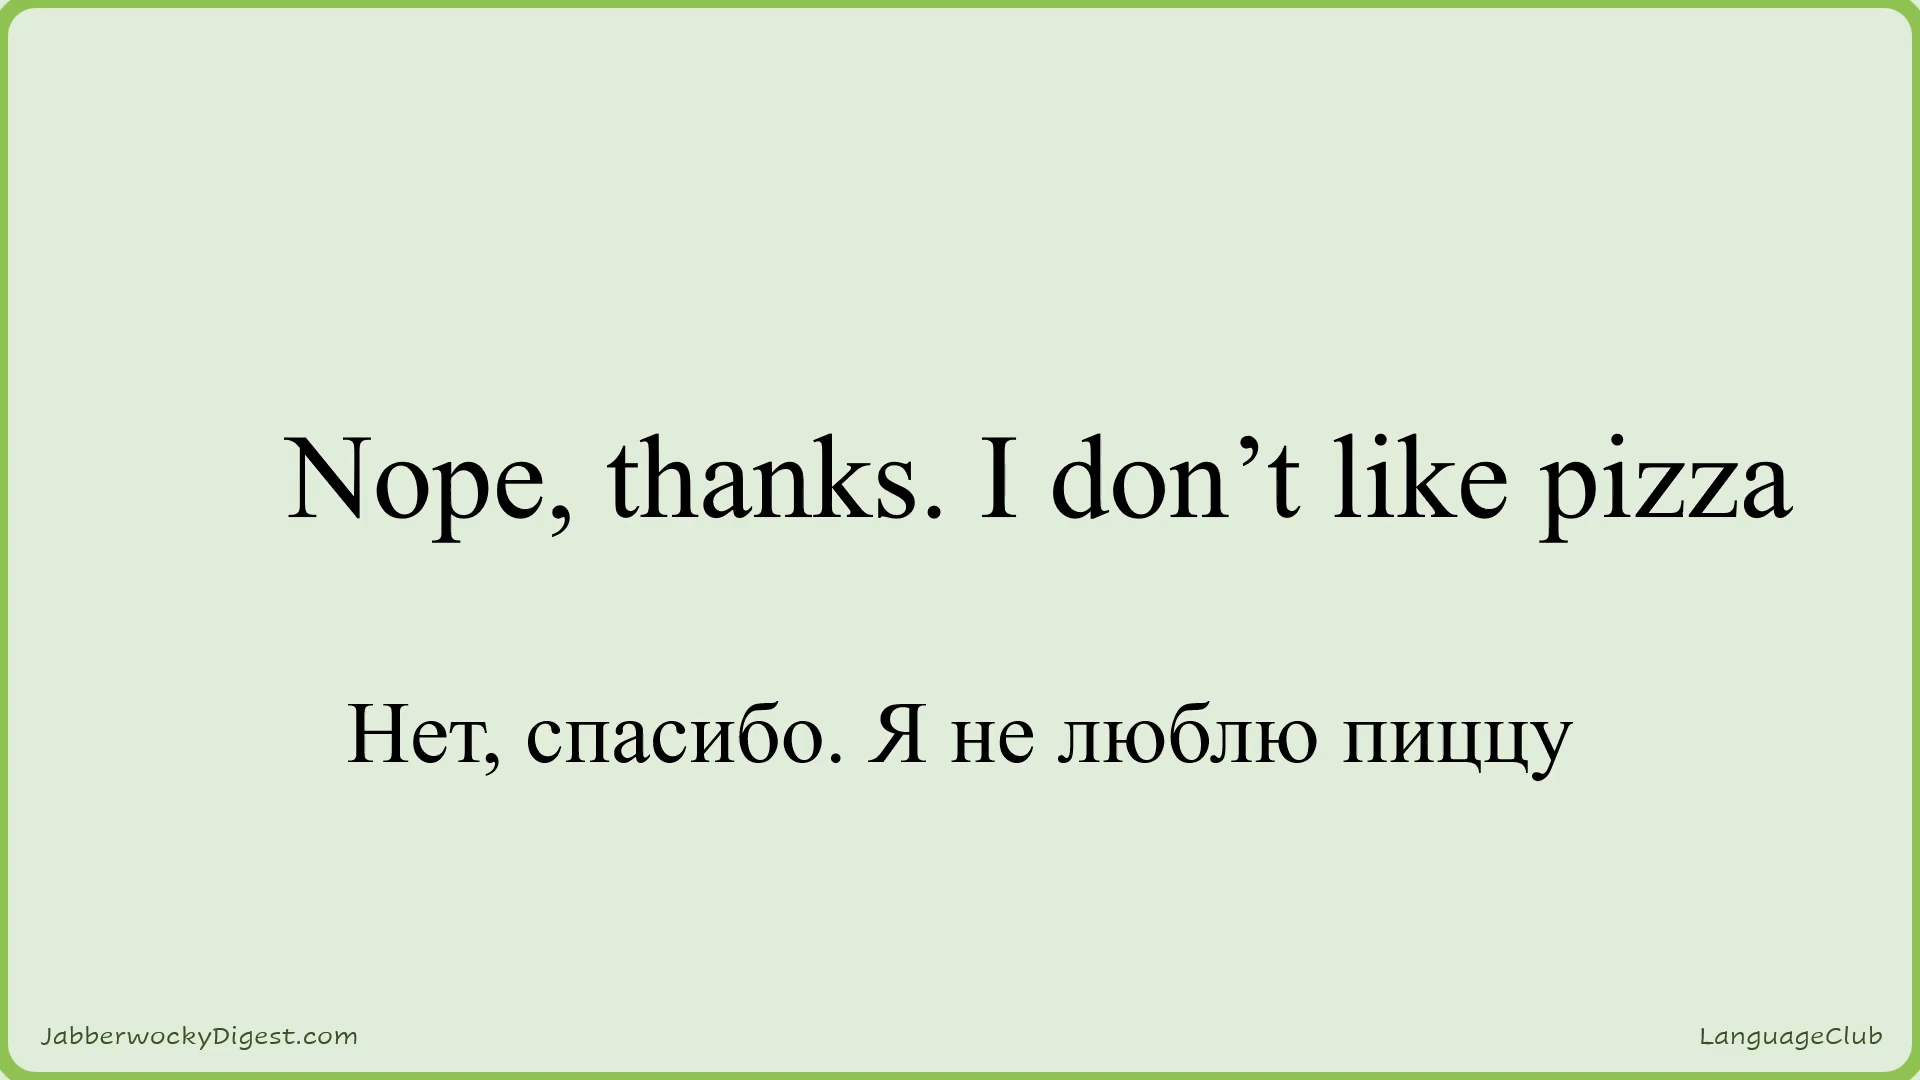 Nope, thanks. I don’t like pizza
Нет, спасибо. Я не люблю пиццу
JabberwockyDigest.com
LanguageClub